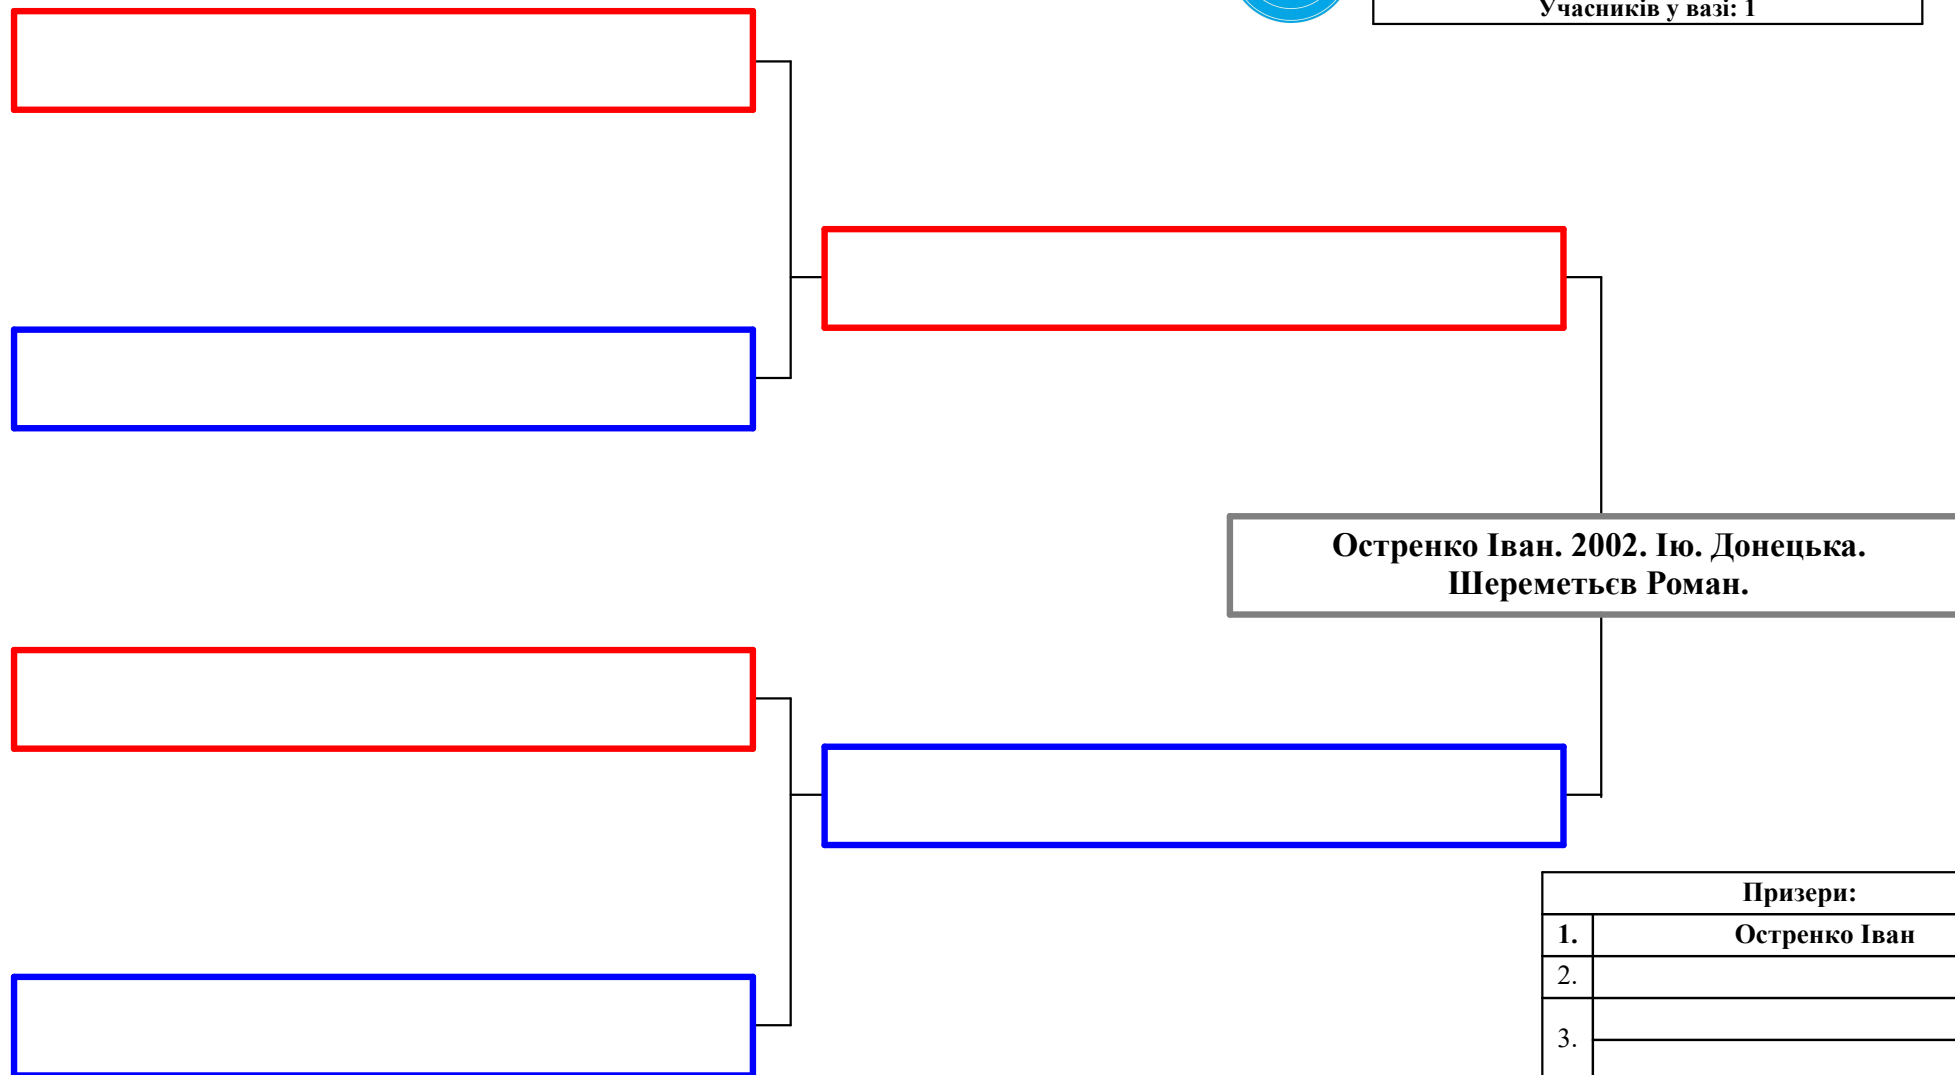 Учасників у вазі: 1
Остренко Іван. 2002. Ію. Донецька.
Шереметьєв Роман.
Призери:
1. Остренко Іван
2.
3.